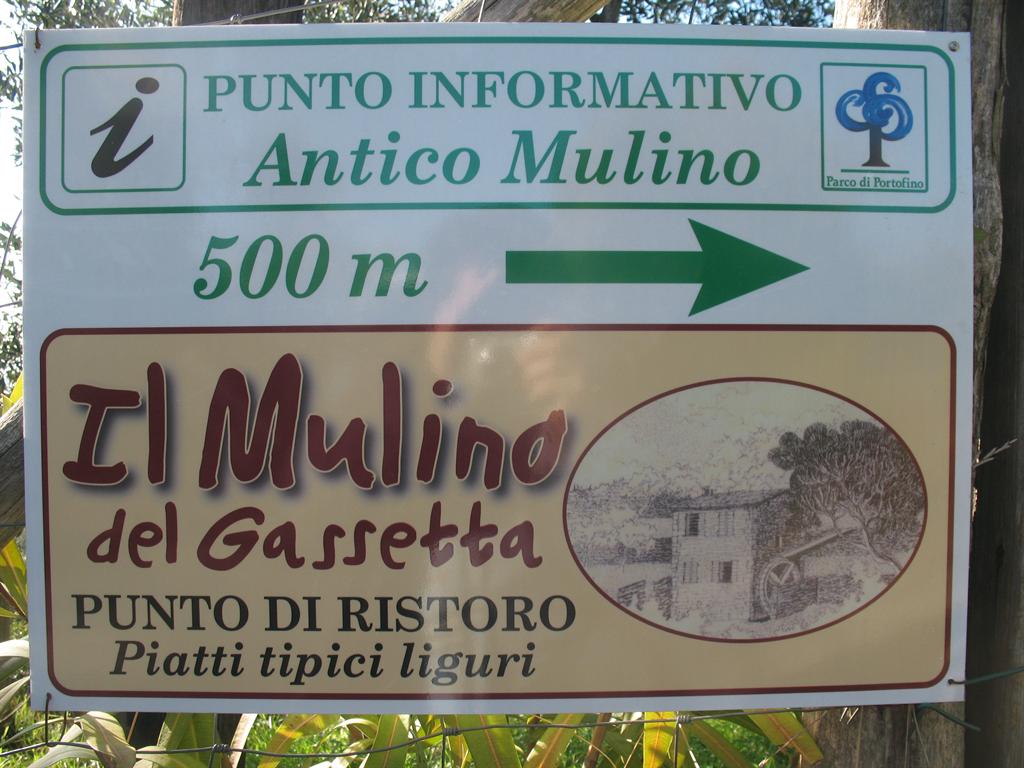 i PUNTO INFORMATIVO
Antico Mulino
Parco di Portofino
500 m
Il Mulino
del Gassetta
PUNTO DI RISTORO
Piatti tipici liguri